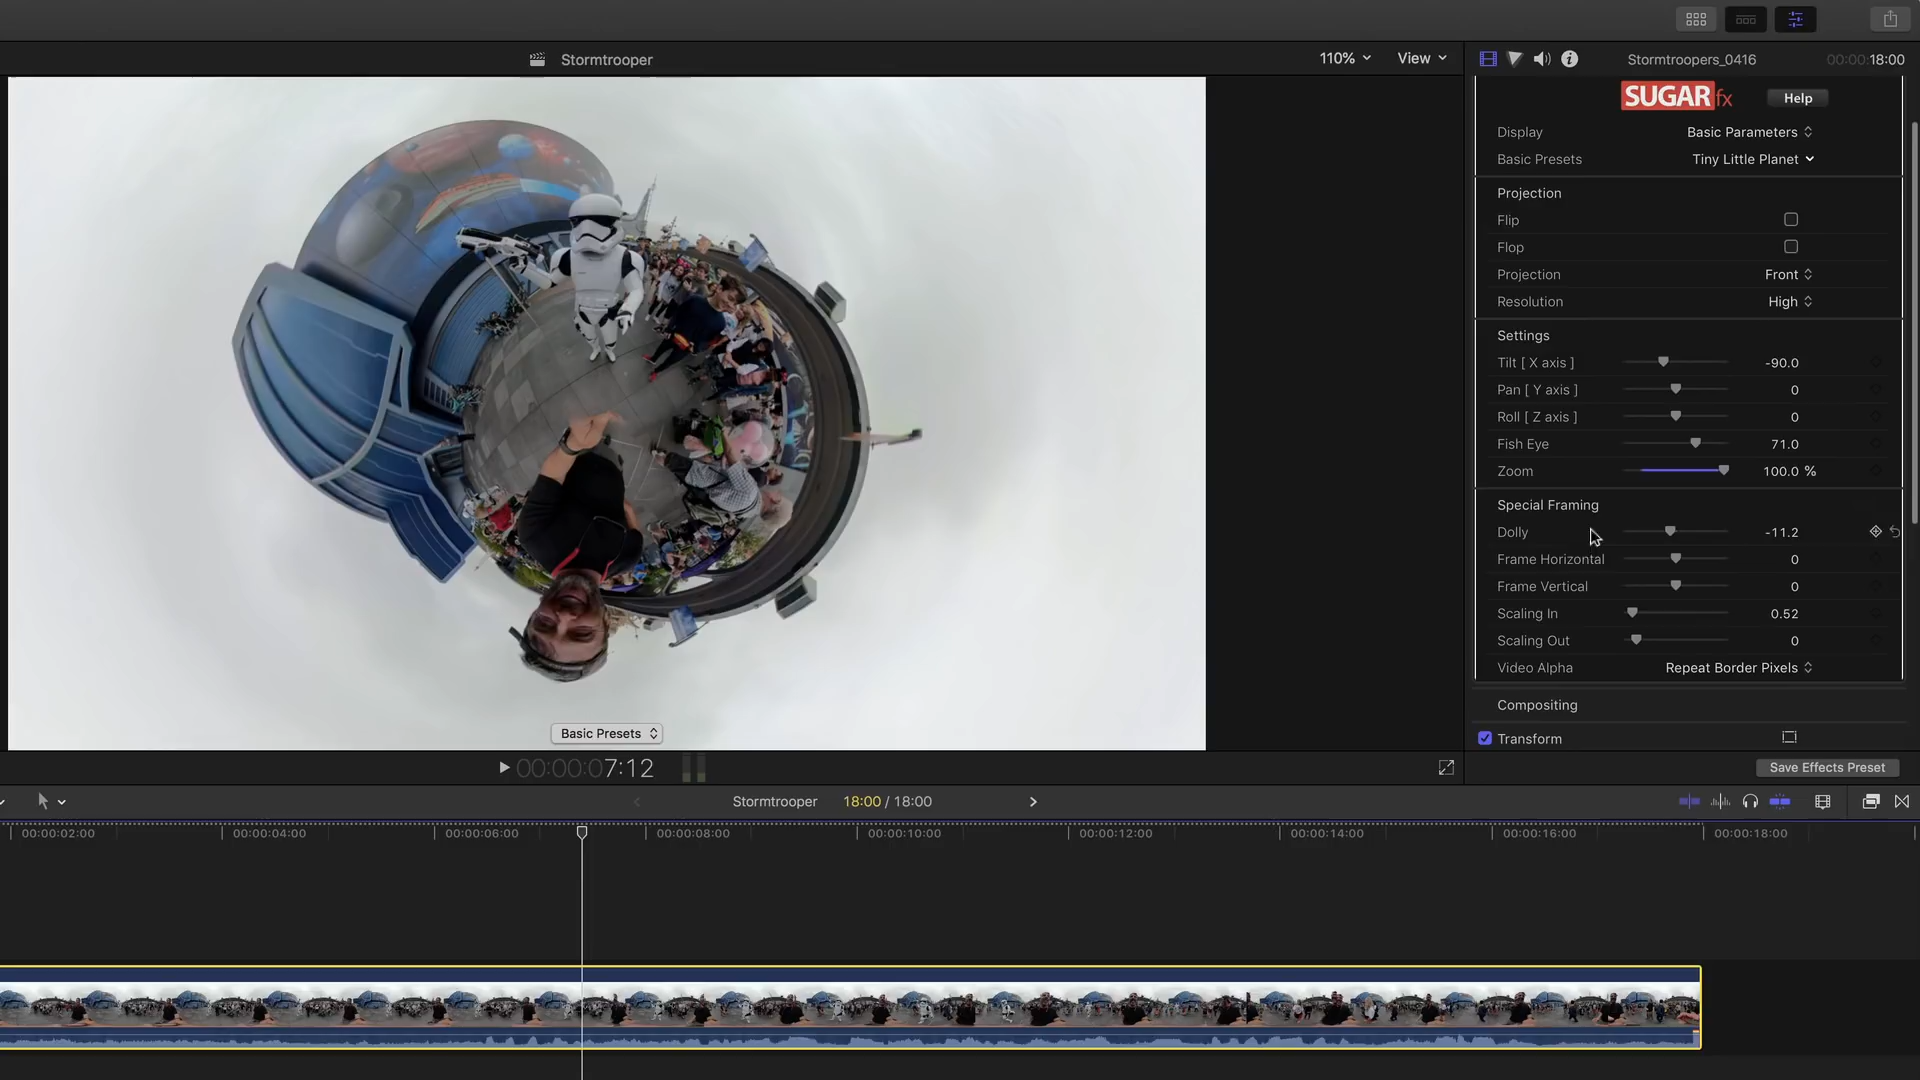 Stormtrooper
110%
View
Stormtroopers_0416
00:00:18:00
SUGARfx
Help
Display
Basic Parameters
Basic Presets
Tiny Little Planet
Projection
Flip
Flop
Projection
Front
Resolution
High
Settings
Tilt [ X axis ]
-90.0
Pan [ Y axis ]
0
Roll [ Z axis ]
0
Fish Eye
71.0
Zoom
100.0 %
Special Framing
Dolly
-11.2
Frame Horizontal
0
Frame Vertical
0
Scaling In
0.52
Scaling Out
0
Video Alpha
Repeat Border Pixels
Compositing
Transform
Basic Presets
00:00:07:12
Save Effects Preset
Stormtrooper
18:00 / 18:00
00:00:02:00
00:00:04:00
00:00:06:00
00:00:08:00
00:00:10:00
00:00:12:00
00:00:14:00
00:00:16:00
00:00:18:00